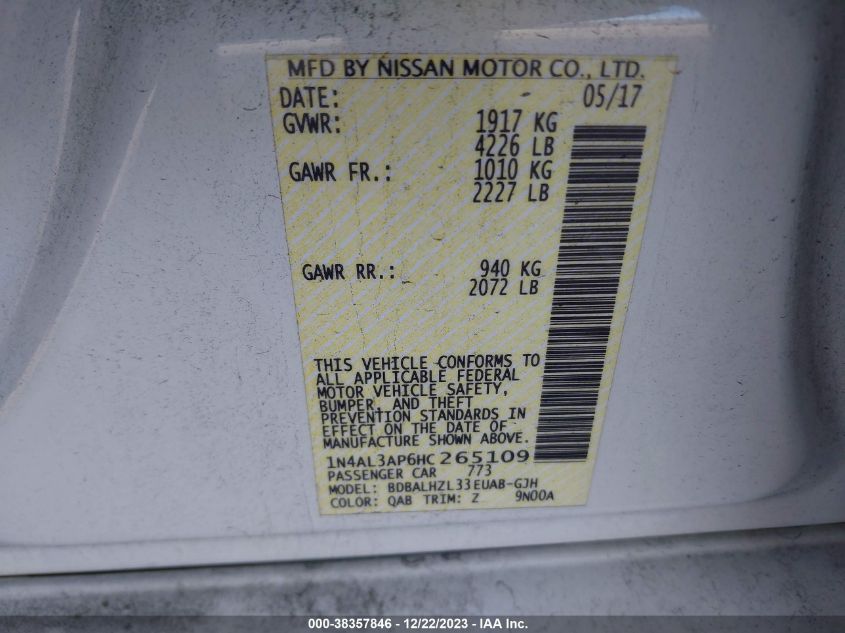 MFD BY NISSAN MOTOR CO., LTD.
DATE: 05/17
GVWR: 1917 KG
4226 LB
GAWR FR.: 1010 KG
2227 LB
GAWR RR.: 940 KG
2072 LB
THIS VEHICLE CONFORMS TO
ALL APPLICABLE FEDERAL
MOTOR VEHICLE SAFETY,
BUMPER, AND THEFT
PREVENTION STANDARDS IN
EFFECT ON THE DATE OF
MANUFACTURE SHOWN ABOVE.
1N4AL3AP6HC 265109
PASSENGER CAR 773
MODEL: BDBALHZL33EUAB-GJH
COLOR: QAB TRIM: Z 9N00A
000-38357846 - 12/22/2023 - IAA Inc.